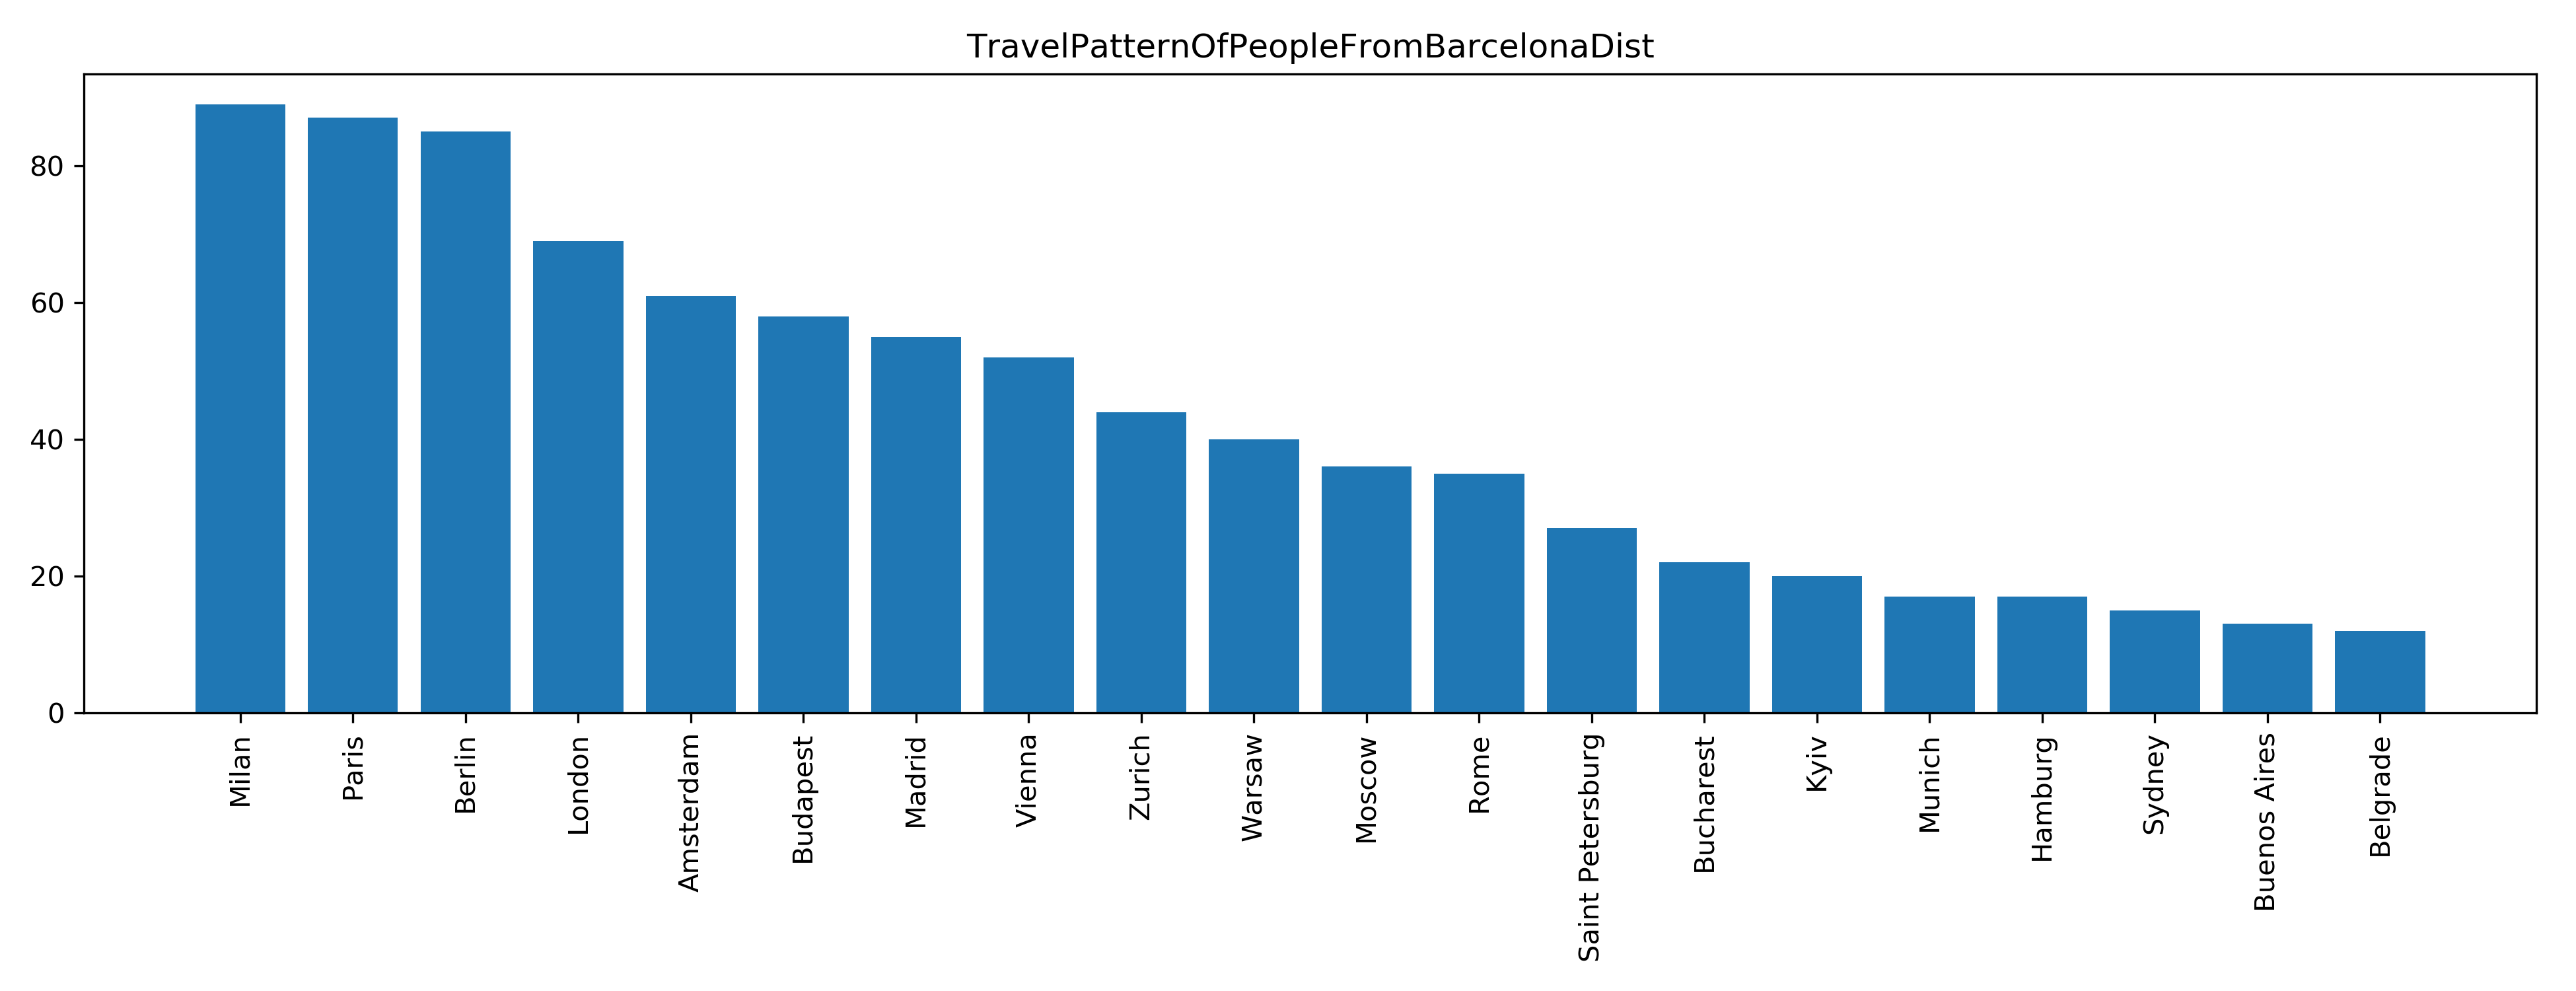 TravelPatternOfPeopleFromBarcelonaDist
80
60
40
20
0
Milan
Paris
Berlin
London
Amsterdam
Budapest
Madrid
Vienna
Zurich
Warsaw
Moscow
Rome
Saint Petersburg
Bucharest
Kyiv
Munich
Hamburg
Sydney
Buenos Aires
Belgrade